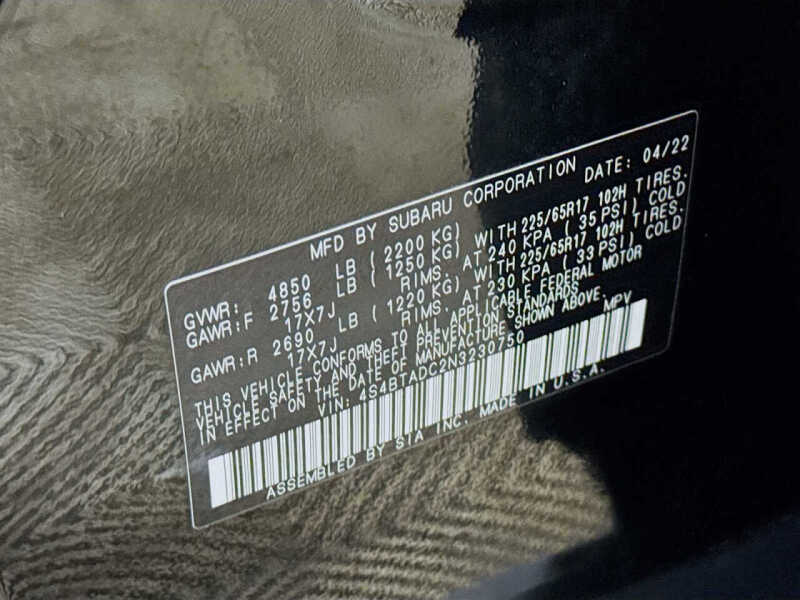 MFD BY SUBARU CORPORATION DATE: 04/22
GVWR: 4850 LB ( 2200 KG)
GAWR:F 2756 LB ( 1250 KG) WITH 225/65R17 102H TIRES.
17X7J RIMS. AT 240 KPA ( 35 PSI) COLD
GAWR:R 2690 LB ( 1220 KG) WITH 225/65R17 102H TIRES.
17X7J RIMS. AT 230 KPA ( 33 PSI) COLD
THIS VEHICLE CONFORMS TO ALL APPLICABLE FEDERAL MOTOR
VEHICLE SAFETY AND THEFT PREVENTION STANDARDS
IN EFFECT ON THE DATE OF MANUFACTURE SHOWN ABOVE.
VIN: 4S4BTADC2N3230750 MPV
ASSEMBLED BY SIA INC. MADE IN U.S.A.